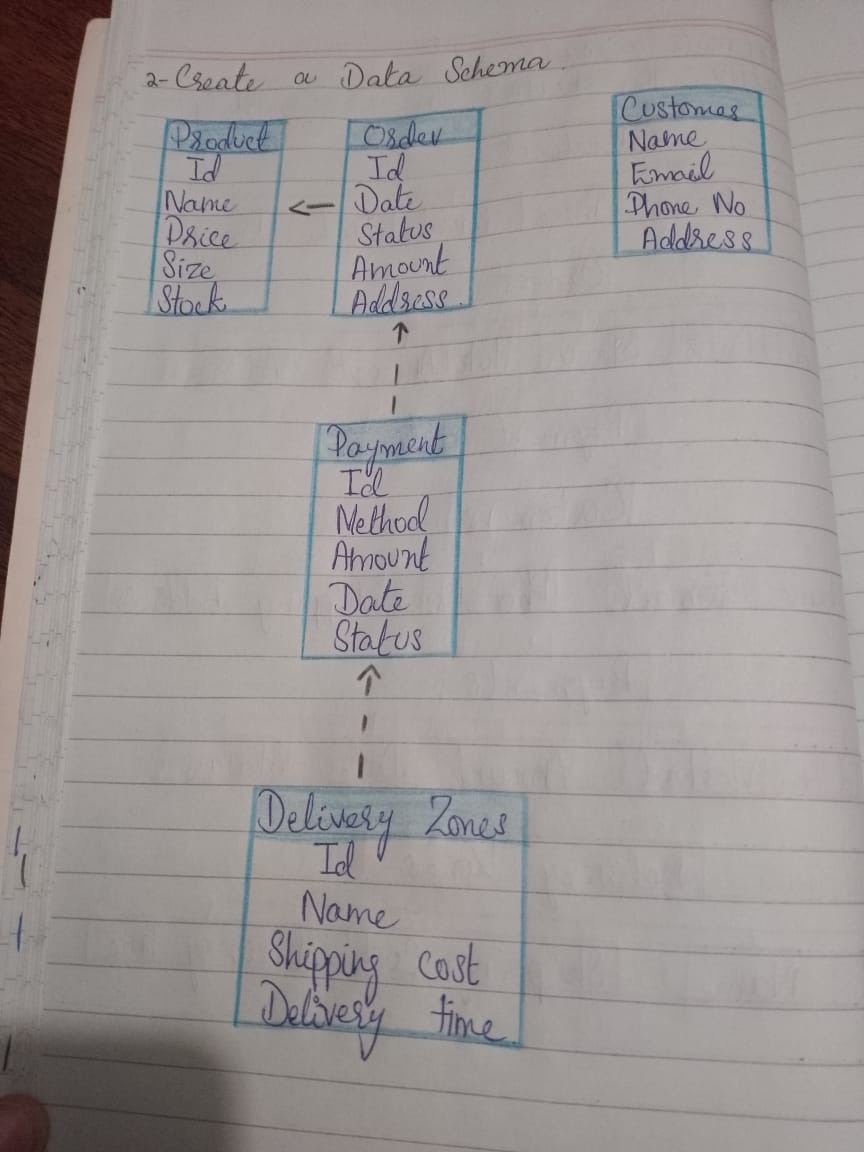 2- Create a Data Schema.
Product
Id
Name
Price
Size
Stock
Order
Id
Date
Status
Amount
Address.
Customer
Name
Email
Phone No
Address
Payment
Id
Method
Amount
Date
Status
Delivery Zones
Id
Name
Shipping cost
Delivery time.